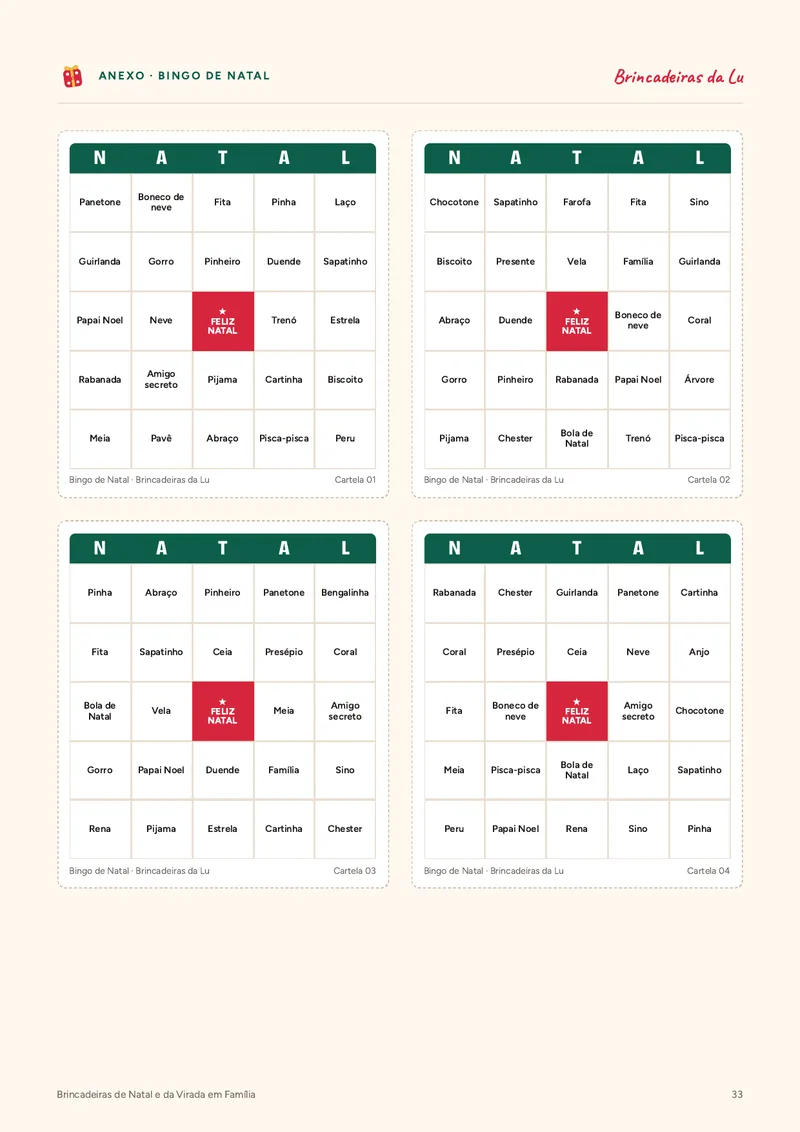 ANEXO · BINGO DE NATAL
Brincadeiras da Lu
N A T A L
Panetone Boneco de neve Fita Pinha Laço
Guirlanda Gorro Pinheiro Duende Sapatinho
Papai Noel Neve ★ FELIZ NATAL Trenó Estrela
Rabanada Amigo secreto Pijama Cartinha Biscoito
Meia Pavê Abraço Pisca-pisca Peru
Bingo de Natal · Brincadeiras da Lu Cartela 01
N A T A L
Chocotone Sapatinho Farofa Fita Sino
Biscoito Presente Vela Família Guirlanda
Abraço Duende ★ FELIZ NATAL Boneco de neve Coral
Gorro Pinheiro Rabanada Papai Noel Árvore
Pijama Chester Bola de Natal Trenó Pisca-pisca
Bingo de Natal · Brincadeiras da Lu Cartela 02
N A T A L
Pinha Abraço Pinheiro Panetone Bengalinha
Fita Sapatinho Ceia Presépio Coral
Bola de Natal Vela ★ FELIZ NATAL Meia Amigo secreto
Gorro Papai Noel Duende Família Sino
Rena Pijama Estrela Cartinha Chester
Bingo de Natal · Brincadeiras da Lu Cartela 03
N A T A L
Rabanada Chester Guirlanda Panetone Cartinha
Coral Presépio Ceia Neve Anjo
Fita Boneco de neve ★ FELIZ NATAL Amigo secreto Chocotone
Meia Pisca-pisca Bola de Natal Laço Sapatinho
Peru Papai Noel Rena Sino Pinha
Bingo de Natal · Brincadeiras da Lu Cartela 04
Brincadeiras de Natal e da Virada em Família 33